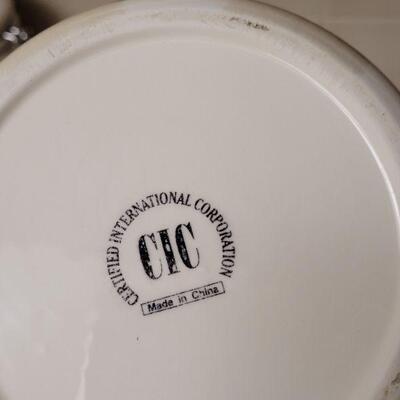 CERTIFIED INTERNATIONAL CORPORATION
CIC
Made in China